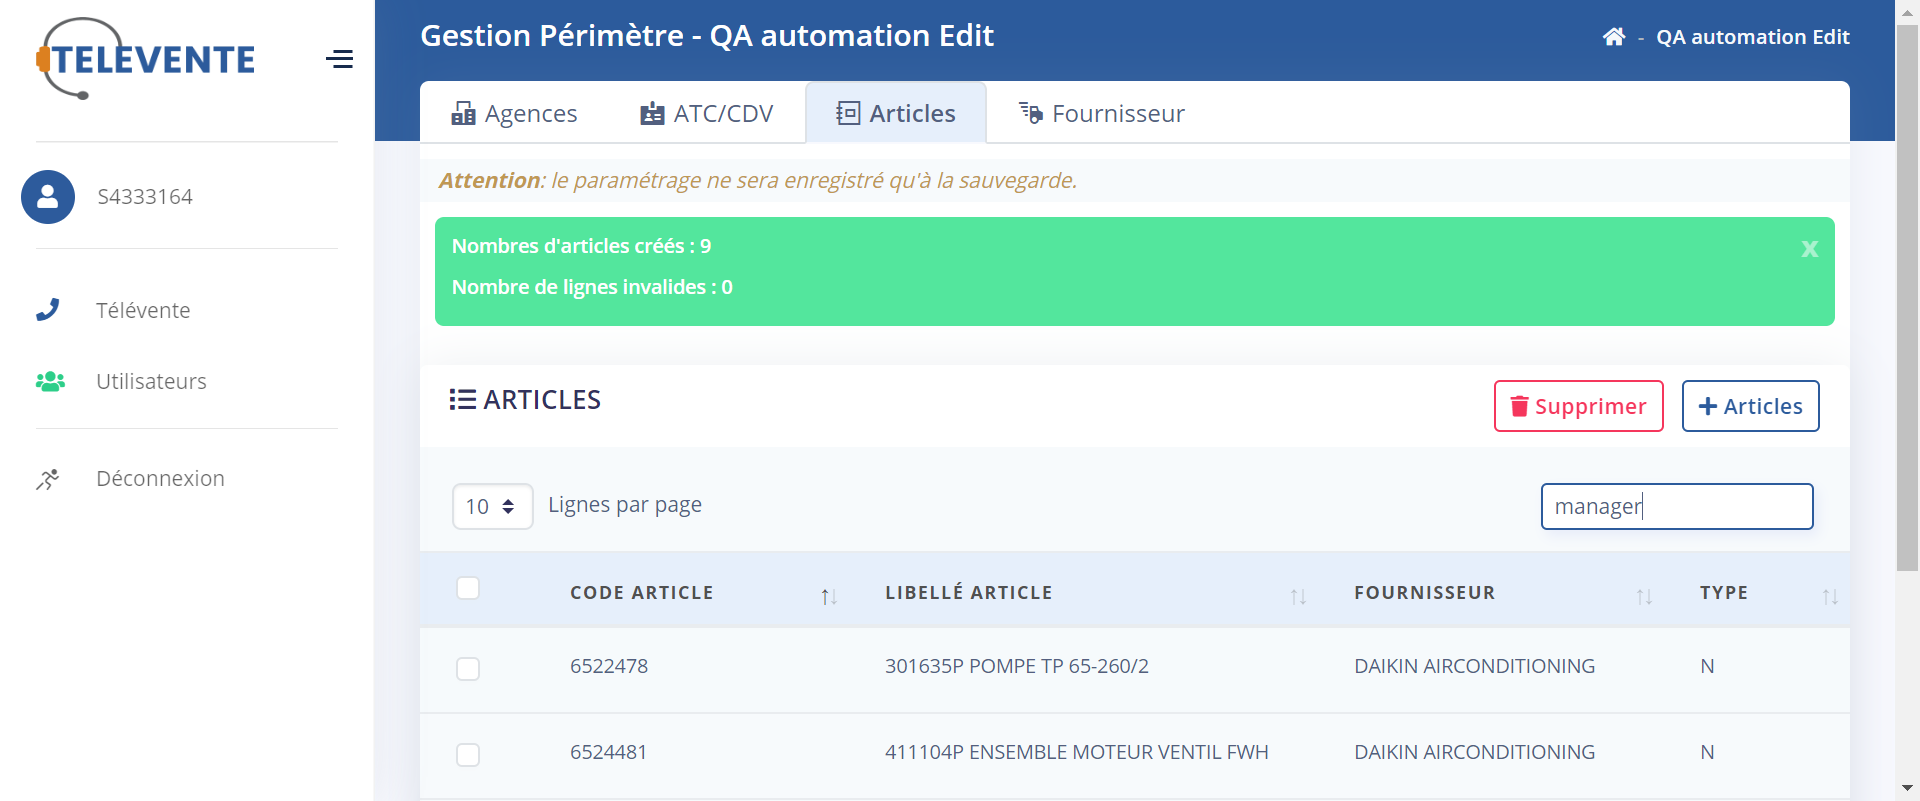 TELEVENTE
S4333164
Télévente
Utilisateurs
Déconnexion
Gestion Périmètre - QA automation Edit
- QA automation Edit
Agences
ATC/CDV
Articles
Fournisseur
Attention: le paramétrage ne sera enregistré qu'à la sauvegarde.
Nombres d'articles créés : 9
x
Nombre de lignes invalides : 0
ARTICLES
Supprimer
+ Articles
10 Lignes par page
manager
CODE ARTICLE LIBELLÉ ARTICLE FOURNISSEUR TYPE
6522478 301635P POMPE TP 65-260/2 DAIKIN AIRCONDITIONING N
6524481 411104P ENSEMBLE MOTEUR VENTIL FWH DAIKIN AIRCONDITIONING N